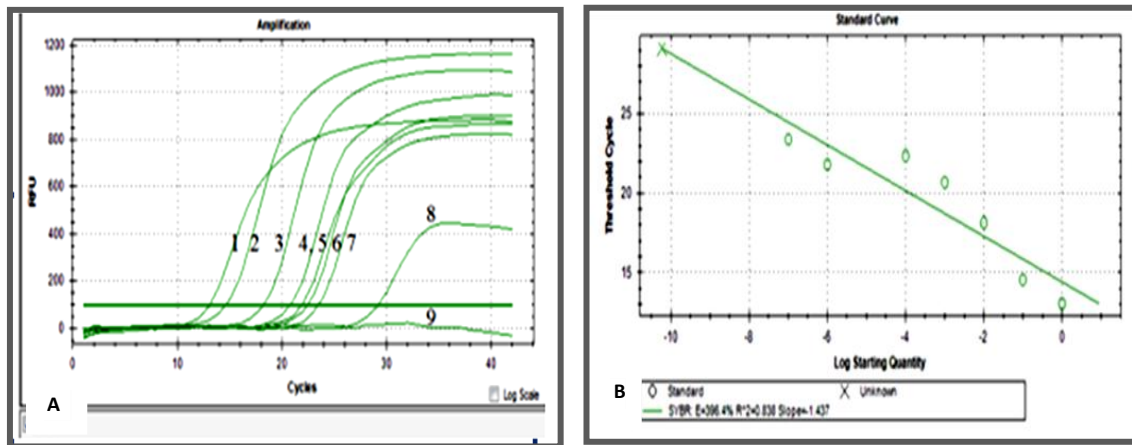 Amplification
1200
1000
800
600
400
200
0
RFU
1 2 3 4, 5 6 7
8
9
0 10 20 30 40
Cycles
Log Scale
A
Standard Curve
25
20
15
Threshold Cycle
-10 -8 -6 -4 -2 0
Log Starting Quantity
Standard Unknown
SYBR: E=396.4% R^2=0.838 Slope=-1.437
B